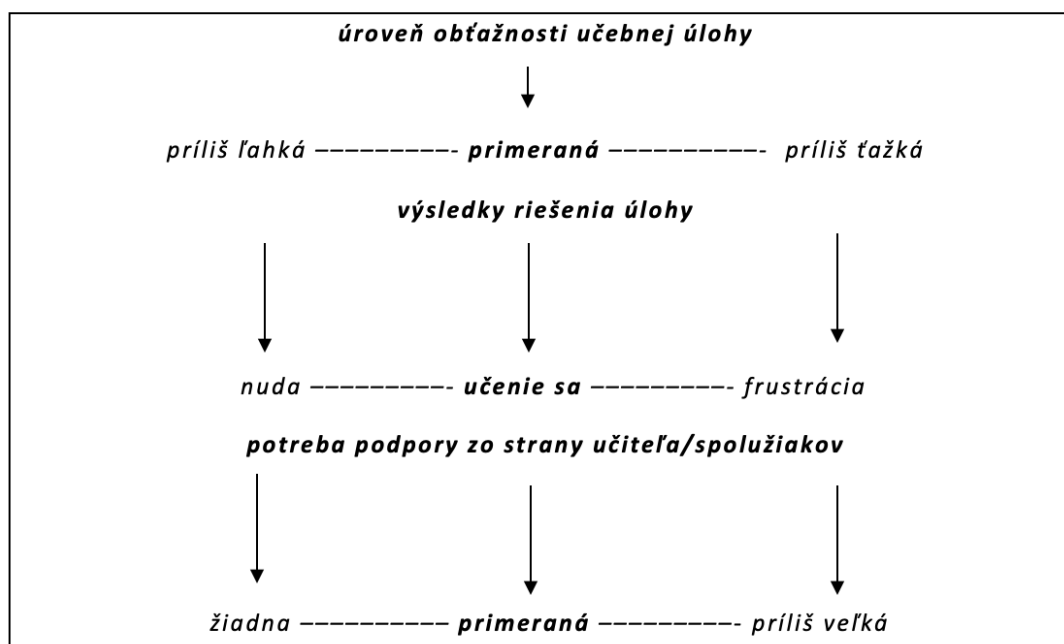 úroveň obťažnosti učebnej úlohy
príliš ľahká –––––––––- primeraná ––––––––––- príliš ťažká
výsledky riešenia úlohy
nuda –––––––––- učenie sa –––––––––- frustrácia
potreba podpory zo strany učiteľa/spolužiakov
žiadna –––––––––– primeraná –––––––––- príliš veľká